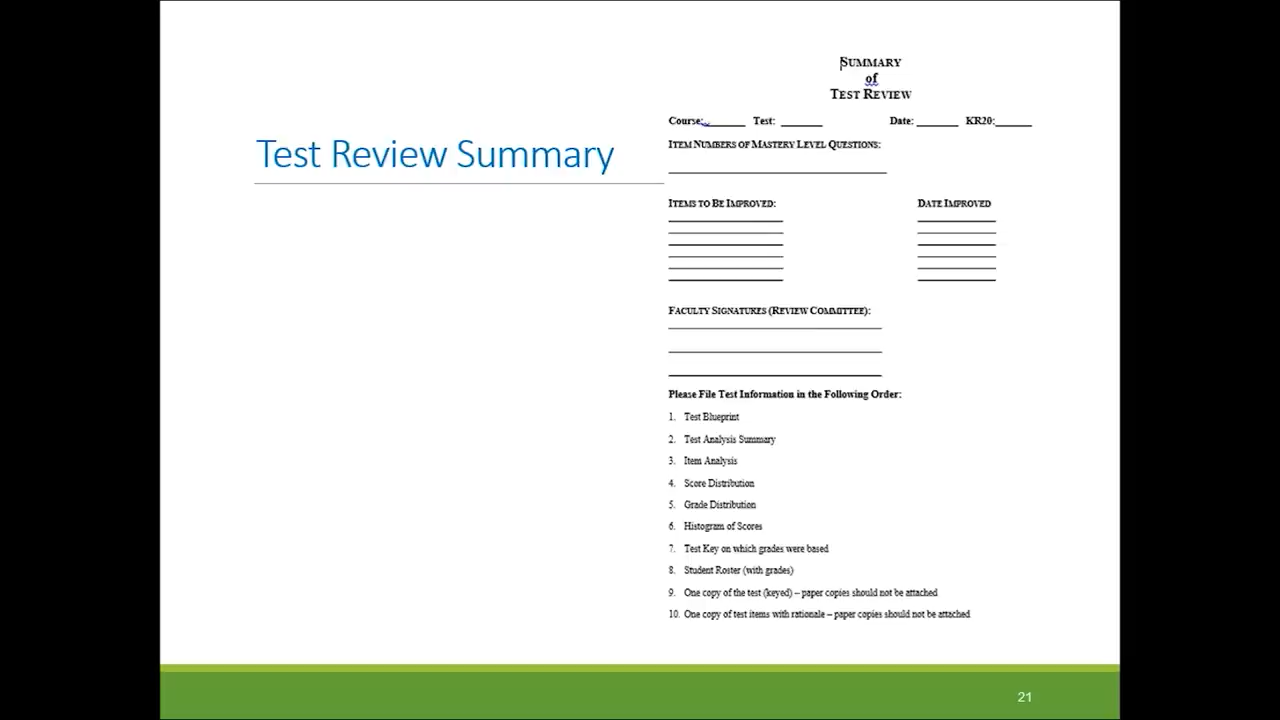 Test Review Summary
SUMMARY
of
TEST REVIEW
Course:_______ Test: _______ Date: _______ KR20:______
ITEM NUMBERS OF MASTERY LEVEL QUESTIONS:
ITEMS TO BE IMPROVED: DATE IMPROVED
FACULTY SIGNATURES (REVIEW COMMITTEE):
Please File Test Information in the Following Order:
1. Test Blueprint
2. Test Analysis Summary
3. Item Analysis
4. Score Distribution
5. Grade Distribution
6. Histogram of Scores
7. Test Key on which grades were based
8. Student Roster (with grades)
9. One copy of the test (keyed) – paper copies should not be attached
10. One copy of test items with rationale – paper copies should not be attached
21